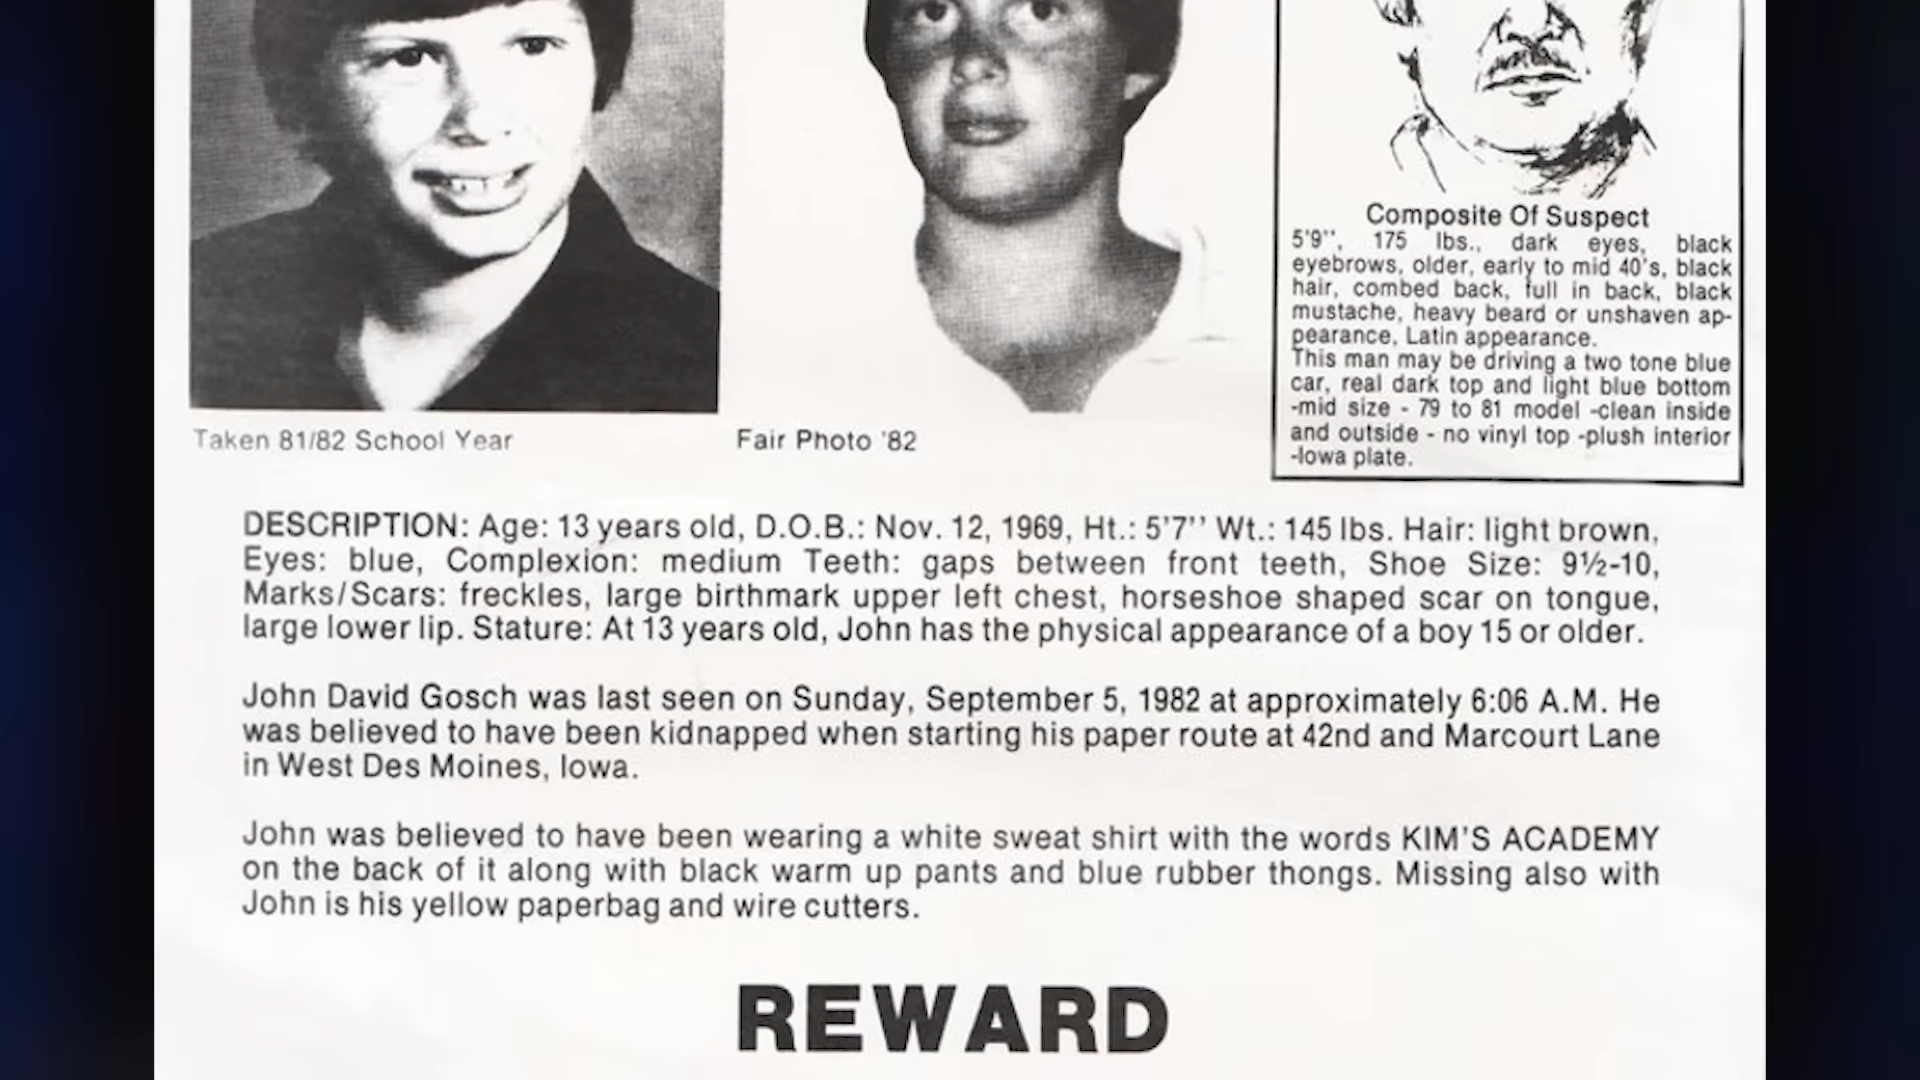 Taken 81/82 School Year
Fair Photo '82
Composite Of Suspect
5'9'', 175 lbs., dark eyes, black
eyebrows, older, early to mid 40's, black
hair, combed back, full in back, black
mustache, heavy beard or unshaven ap-
pearance, Latin appearance.
This man may be driving a two tone blue
car, real dark top and light blue bottom
-mid size - 79 to 81 model -clean inside
and outside - no vinyl top -plush interior
-Iowa plate.
DESCRIPTION: Age: 13 years old, D.O.B.: Nov. 12, 1969, Ht.: 5'7'' Wt.: 145 lbs. Hair: light brown,
Eyes: blue, Complexion: medium Teeth: gaps between front teeth, Shoe Size: 9½-10,
Marks/Scars: freckles, large birthmark upper left chest, horseshoe shaped scar on tongue,
large lower lip. Stature: At 13 years old, John has the physical appearance of a boy 15 or older.
John David Gosch was last seen on Sunday, September 5, 1982 at approximately 6:06 A.M. He
was believed to have been kidnapped when starting his paper route at 42nd and Marcourt Lane
in West Des Moines, Iowa.
John was believed to have been wearing a white sweat shirt with the words KIM'S ACADEMY
on the back of it along with black warm up pants and blue rubber thongs. Missing also with
John is his yellow paperbag and wire cutters.
REWARD